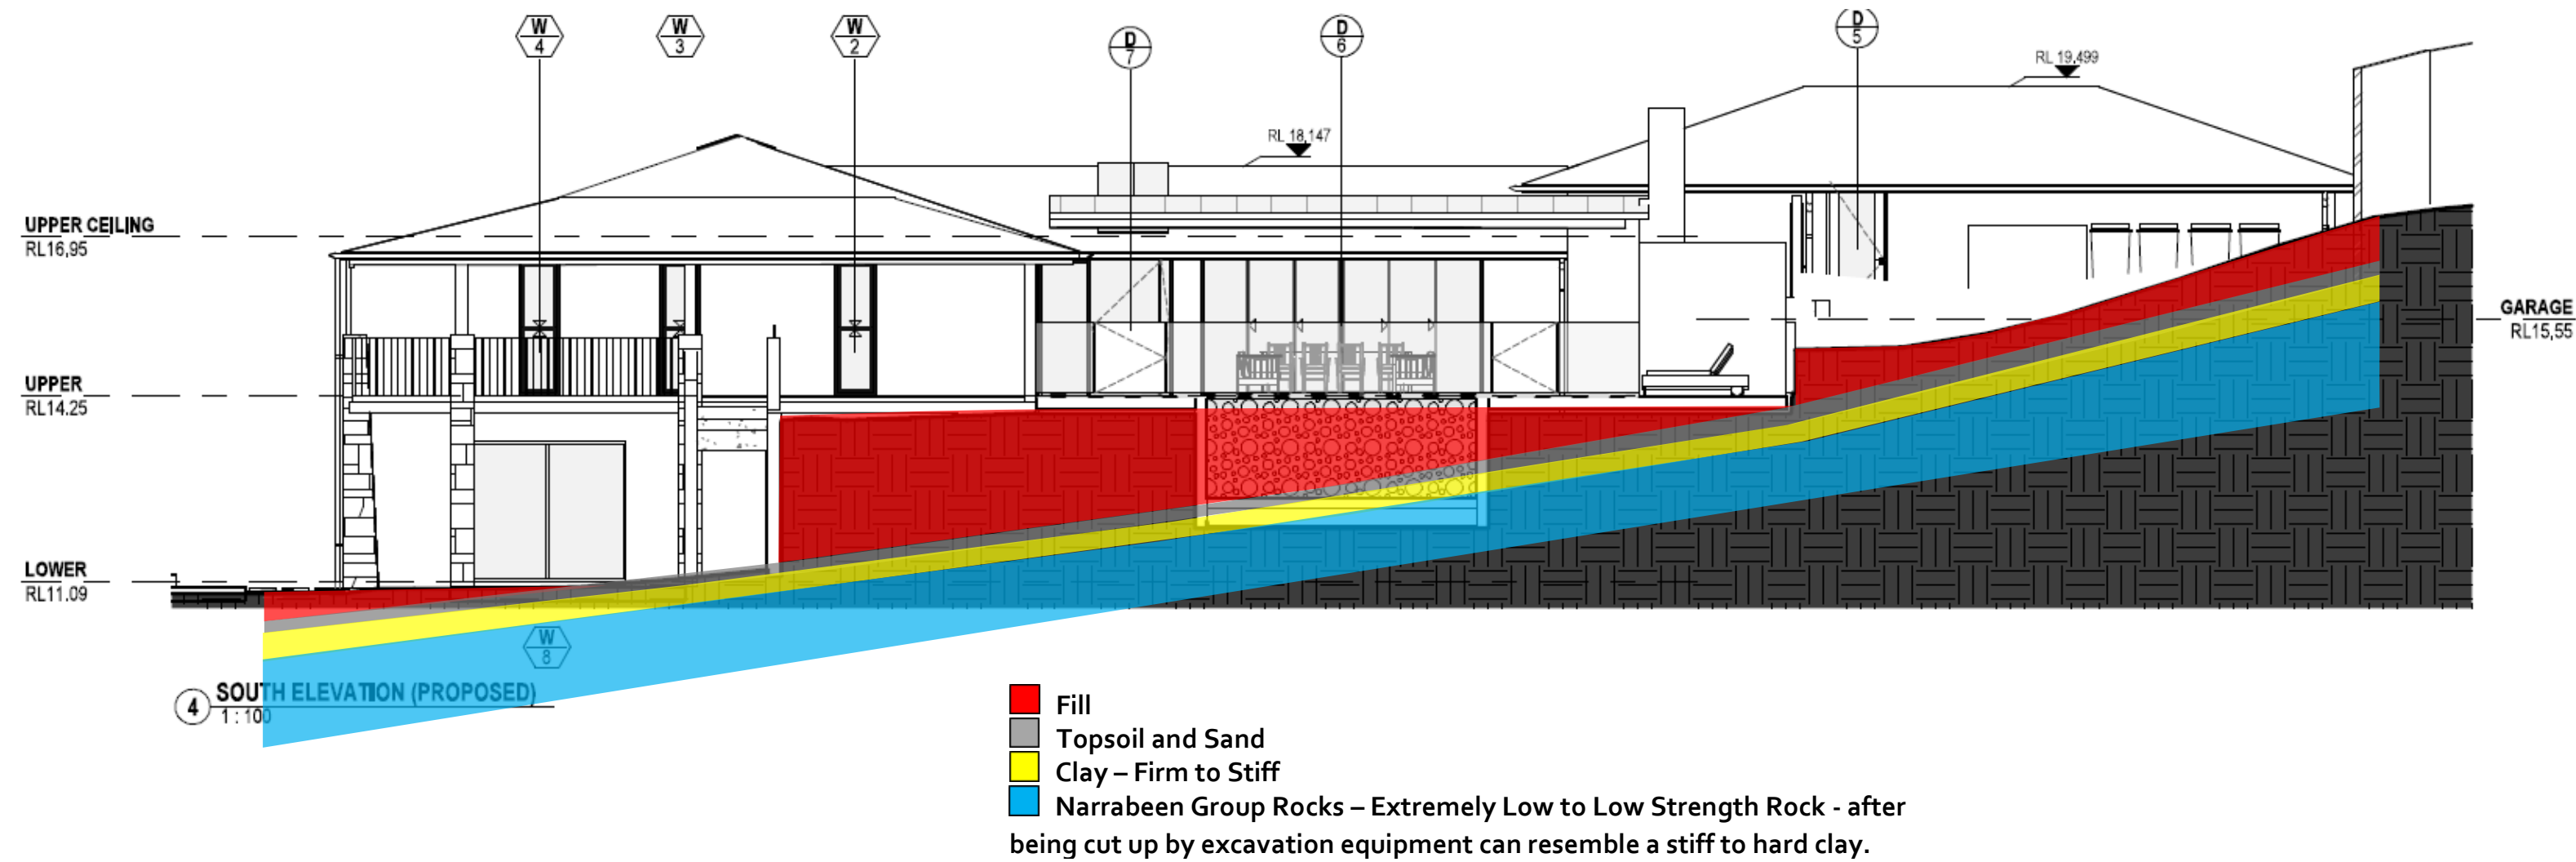 W
4
W
3
W
2
D
7
D
6
D
5
RL 19,499
RL 18,147
UPPER CEILING
RL16,95
GARAGE
RL15,55
UPPER
RL14.25
LOWER
RL11.09
W
8
4 SOUTH ELEVATION (PROPOSED)
1 : 100
Fill
Topsoil and Sand
Clay – Firm to Stiff
Narrabeen Group Rocks – Extremely Low to Low Strength Rock - after
being cut up by excavation equipment can resemble a stiff to hard clay.